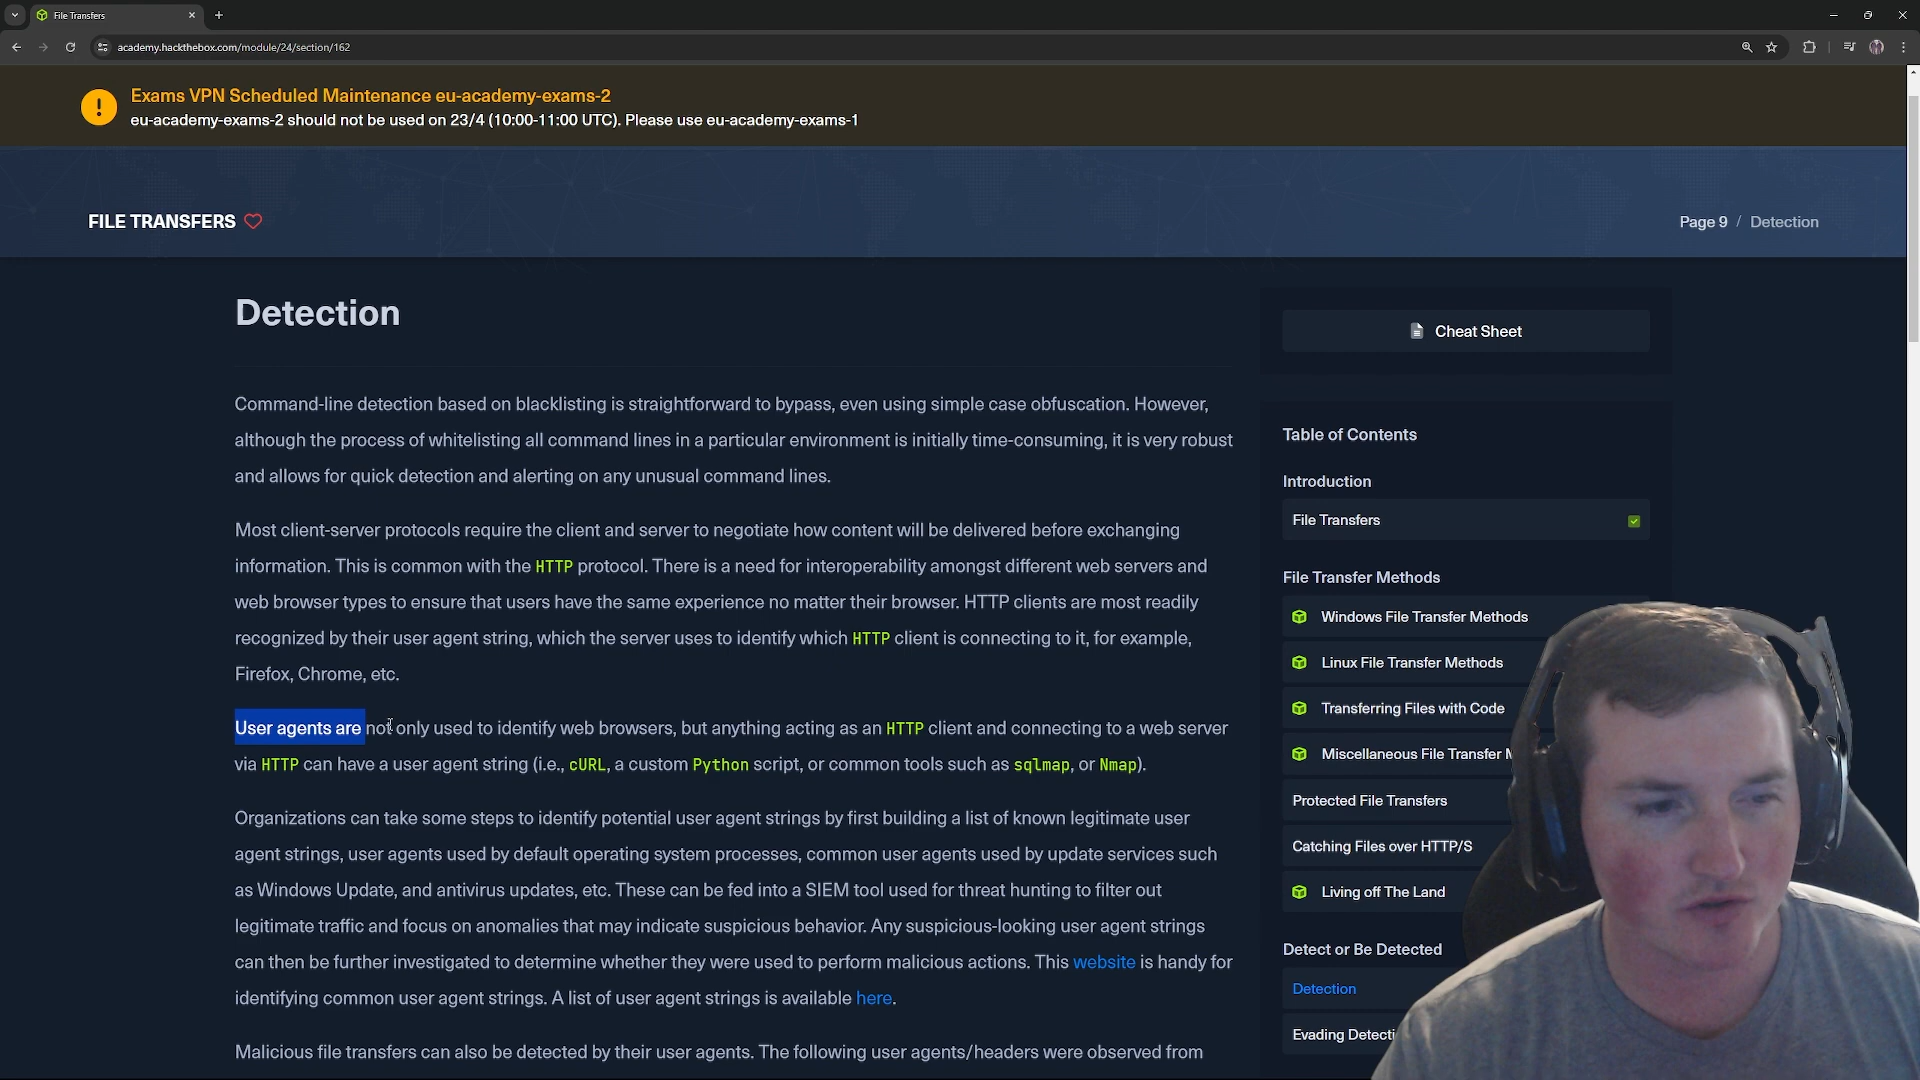 File Transfers
academy.hackthebox.com/module/24/section/162
Exams VPN Scheduled Maintenance eu-academy-exams-2
eu-academy-exams-2 should not be used on 23/4 (10:00-11:00 UTC). Please use eu-academy-exams-1
FILE TRANSFERS
Page 9 / Detection
Detection
Command-line detection based on blacklisting is straightforward to bypass, even using simple case obfuscation. However,
although the process of whitelisting all command lines in a particular environment is initially time-consuming, it is very robust
and allows for quick detection and alerting on any unusual command lines.
Most client-server protocols require the client and server to negotiate how content will be delivered before exchanging
information. This is common with the HTTP protocol. There is a need for interoperability amongst different web servers and
web browser types to ensure that users have the same experience no matter their browser. HTTP clients are most readily
recognized by their user agent string, which the server uses to identify which HTTP client is connecting to it, for example,
Firefox, Chrome, etc.
User agents are not only used to identify web browsers, but anything acting as an HTTP client and connecting to a web server
via HTTP can have a user agent string (i.e., cURL, a custom Python script, or common tools such as sqlmap, or Nmap).
Organizations can take some steps to identify potential user agent strings by first building a list of known legitimate user
agent strings, user agents used by default operating system processes, common user agents used by update services such
as Windows Update, and antivirus updates, etc. These can be fed into a SIEM tool used for threat hunting to filter out
legitimate traffic and focus on anomalies that may indicate suspicious behavior. Any suspicious-looking user agent strings
can then be further investigated to determine whether they were used to perform malicious actions. This website is handy for
identifying common user agent strings. A list of user agent strings is available here.
Malicious file transfers can also be detected by their user agents. The following user agents/headers were observed from
Cheat Sheet
Table of Contents
Introduction
File Transfers
File Transfer Methods
Windows File Transfer Methods
Linux File Transfer Methods
Transferring Files with Code
Miscellaneous File Transfer M
Protected File Transfers
Catching Files over HTTP/S
Living off The Land
Detect or Be Detected
Detection
Evading Detecti